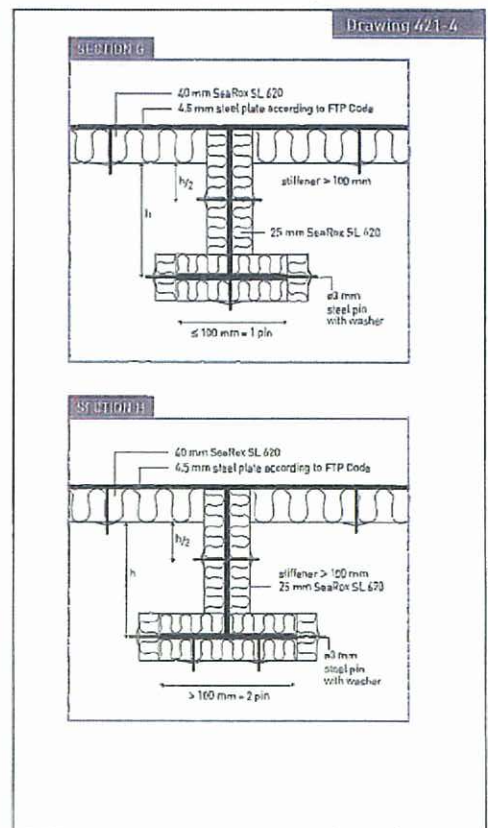 Drawing 421-4
SECTION G
40 mm SeaRox SL 620
4.5 mm steel plate according to FTP Code
h/2
stiffener > 100 mm
h
25 mm SeaRox SL 620
ø3 mm
steel pin
with washer
≤ 100 mm = 1 pin
SECTION H
40 mm SeaRox SL 620
4.5 mm steel plate according to FTP Code
h/2
h
stiffener > 100 mm
25 mm SeaRox SL 620
ø3 mm
steel pin
with washer
> 100 mm = 2 pin